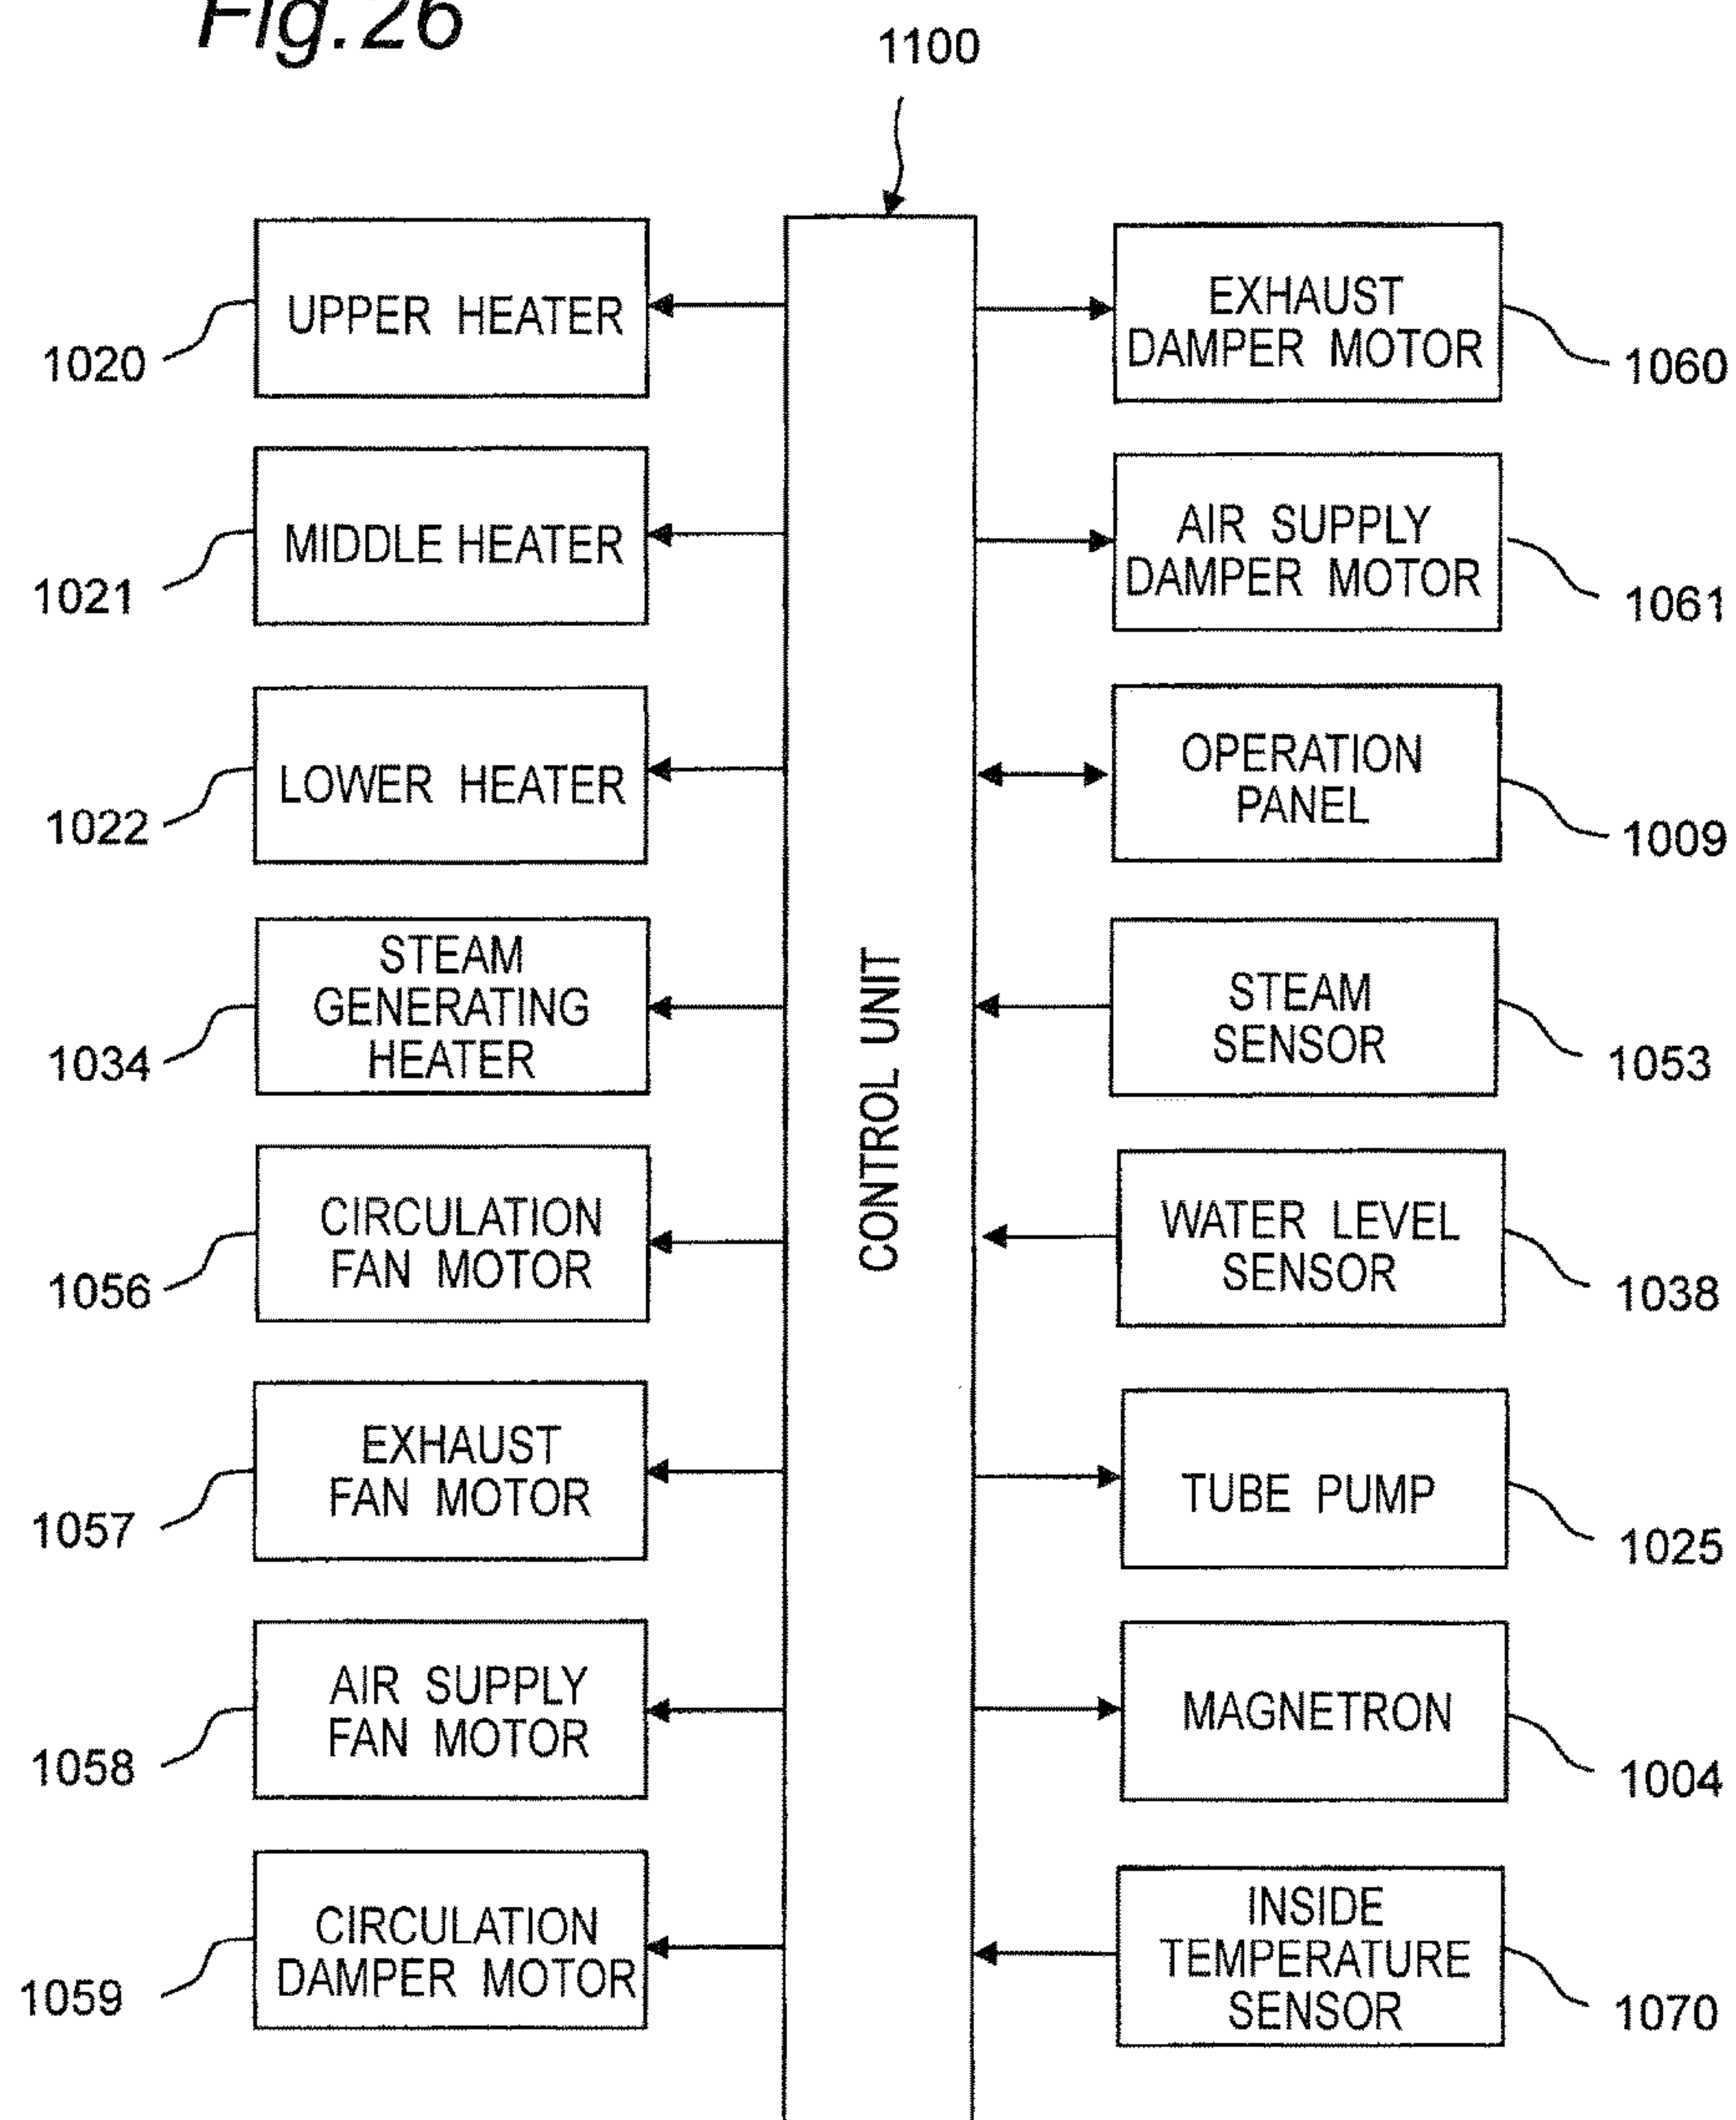 Fig.26
1100
UPPER HEATER
1020
MIDDLE HEATER
1021
LOWER HEATER
1022
STEAM
GENERATING
HEATER
1034
CIRCULATION
FAN MOTOR
1056
EXHAUST
FAN MOTOR
1057
AIR SUPPLY
FAN MOTOR
1058
CIRCULATION
DAMPER MOTOR
1059
CONTROL UNIT
EXHAUST
DAMPER MOTOR
1060
AIR SUPPLY
DAMPER MOTOR
1061
OPERATION
PANEL
1009
STEAM
SENSOR
1053
WATER LEVEL
SENSOR
1038
TUBE PUMP
1025
MAGNETRON
1004
INSIDE
TEMPERATURE
SENSOR
1070